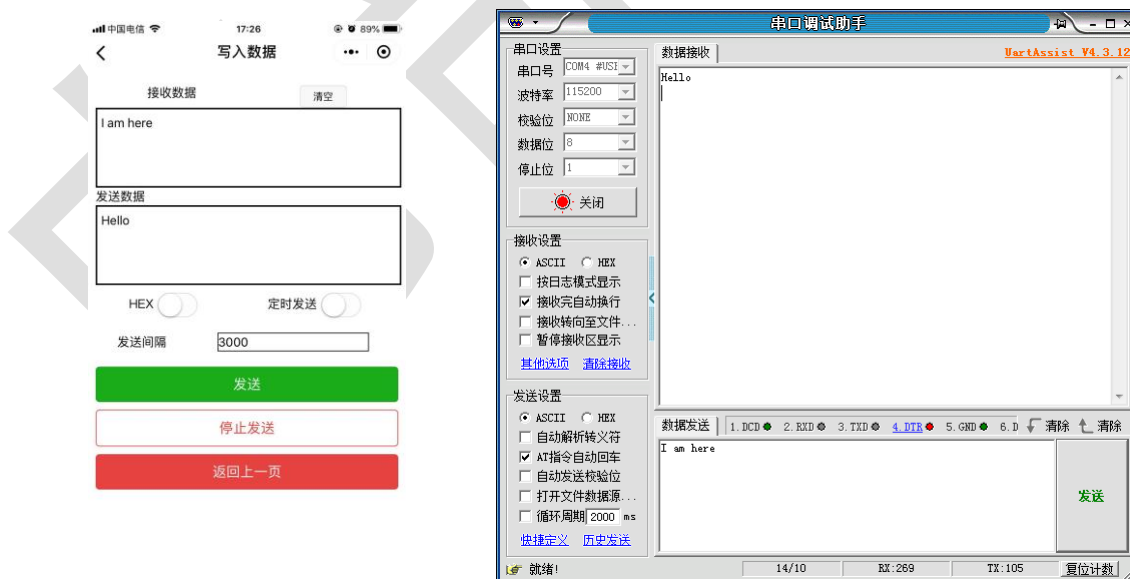 中国电信 17:26 89%
写入数据
接收数据 清空
I am here
发送数据
Hello
HEX 定时发送
发送间隔 3000
发送
停止发送
返回上一页
串口调试助手
串口设置
串口号 COM4 #USE
波特率 115200
校验位 NONE
数据位 8
停止位 1
关闭
接收设置
ASCII HEX
按日志模式显示
接收完自动换行
接收转向至文件...
暂停接收区显示
其他选项 清除接收
发送设置
ASCII HEX
自动解析转义符
AT指令自动回车
自动发送校验位
打开文件数据源...
循环周期 2000 ms
快捷定义 历史发送
数据接收 UartAssist V4.3.12
Hello
数据发送 1.DCD 2.RXD 3.TXD 4.DTR 5.GND 6.D 清除 清除
I am here
发送
就绪! 14/10 RX:269 TX:105 复位计数